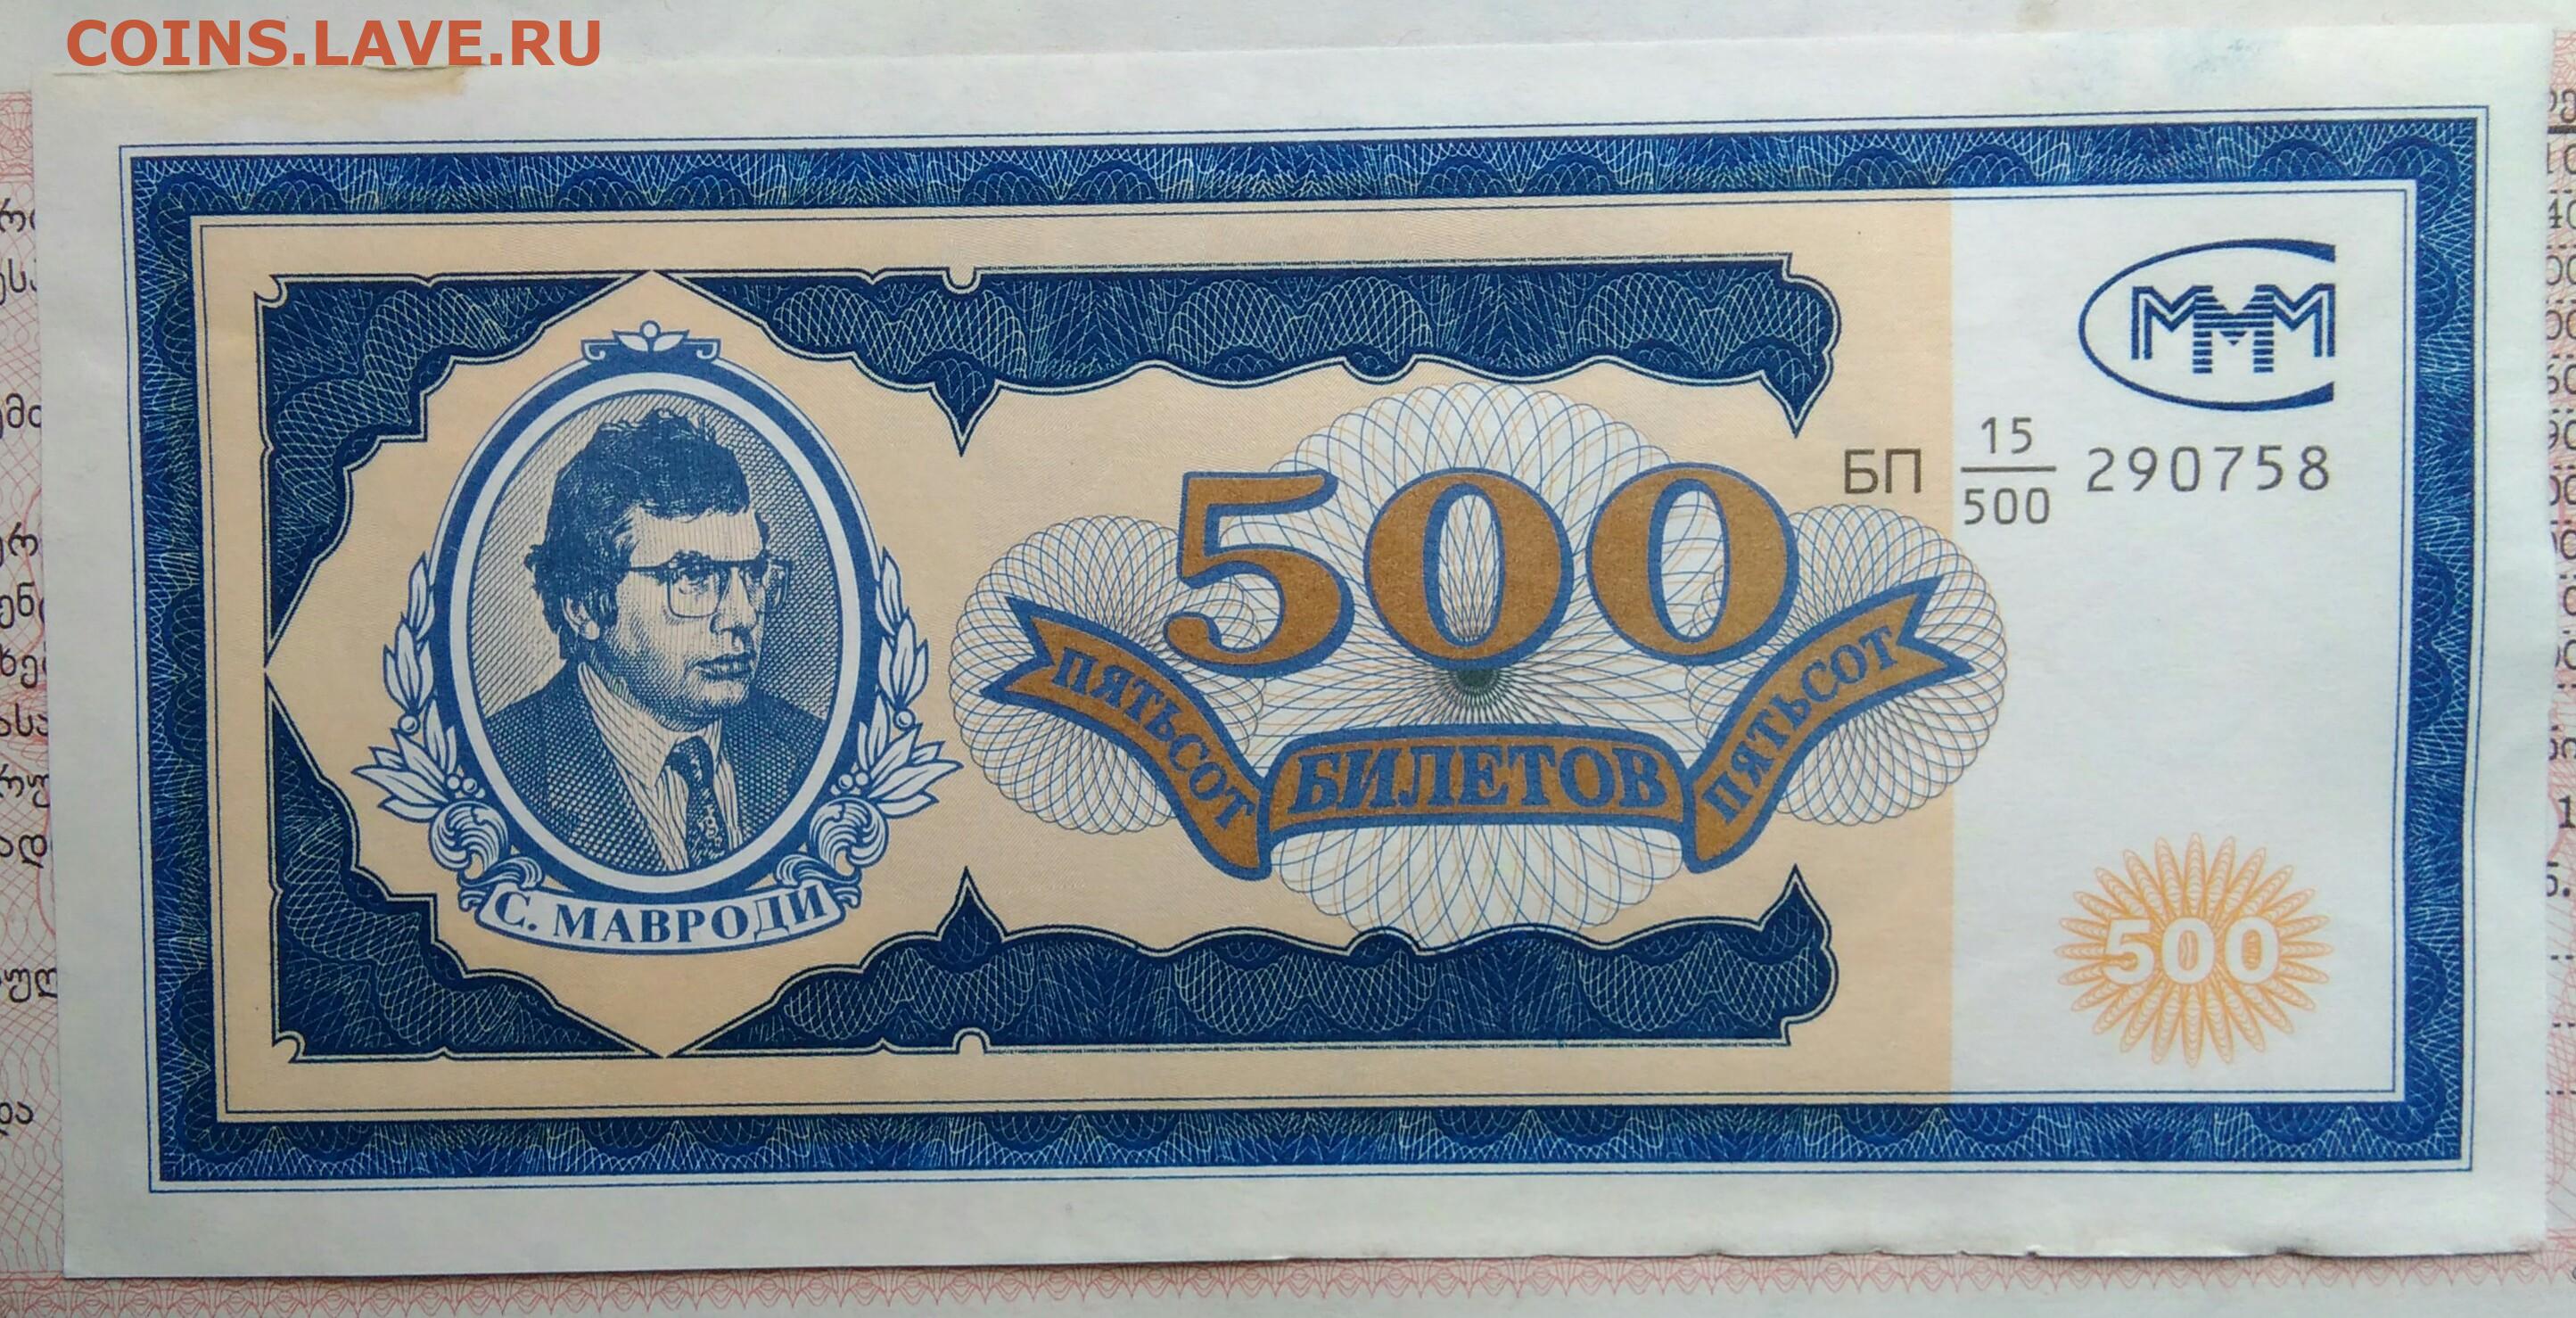 COINS.LAVE.RU
МММ
БП 15/500 290758
500
ПЯТЬСОТ БИЛЕТОВ ПЯТЬСОТ
С. МАВРОДИ
500